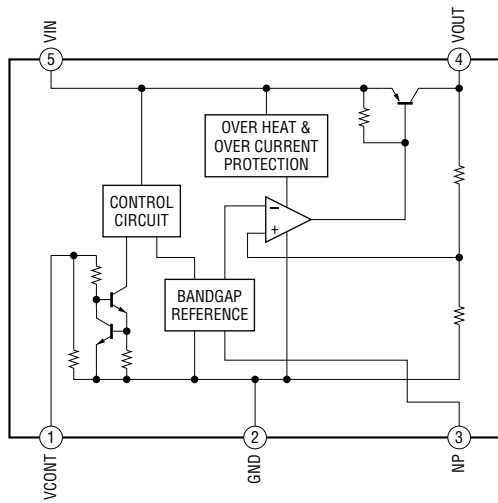 VIN
VOUT
5
4
OVER HEAT &
OVER CURRENT
PROTECTION
CONTROL
CIRCUIT
−
+
BANDGAP
REFERENCE
1
2
3
VCONT
GND
NP